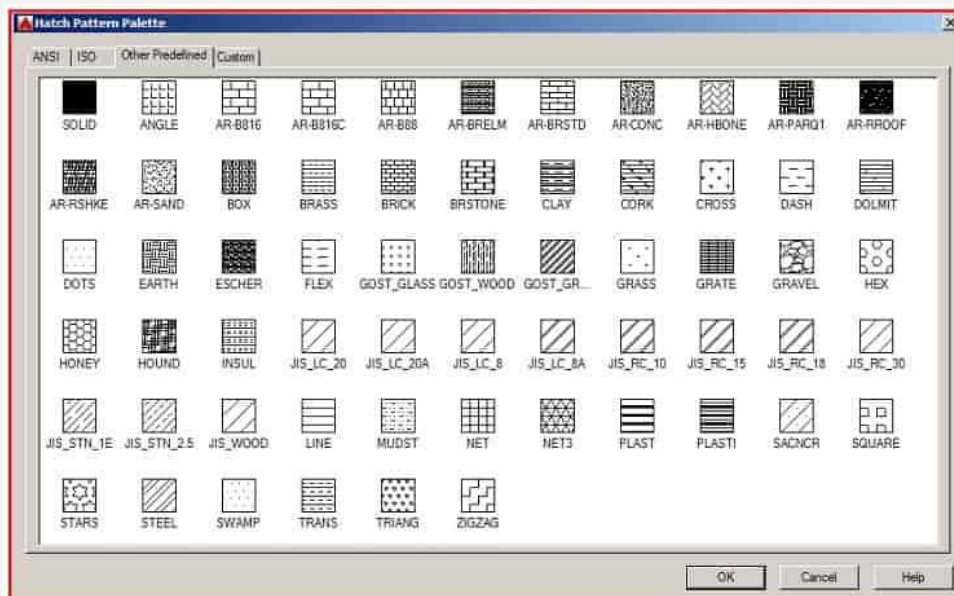 Hatch Pattern Palette
ANSI ISO Other Predefined Custom
SOLID ANGLE AR-B816 AR-B816C AR-B88 AR-BRELM AR-BRSTD AR-CONC AR-HBONE AR-PARQ1 AR-RROOF
AR-RSHKE AR-SAND BOX BRASS BRICK BRSTONE CLAY CORK CROSS DASH DOLMIT
DOTS EARTH ESCHER FLEX GOST_GLASS GOST_WOOD GOST_GR... GRASS GRATE GRAVEL HEX
HONEY HOUND INSUL JIS_LC_20 JIS_LC_20A JIS_LC_8 JIS_LC_8A JIS_RC_10 JIS_RC_15 JIS_RC_18 JIS_RC_30
JIS_STN_1E JIS_STN_2.5 JIS_WOOD LINE MUDST NET NET3 PLAST PLASTI SACNCR SQUARE
STARS STEEL SWAMP TRANS TRIANG ZIGZAG
OK Cancel Help